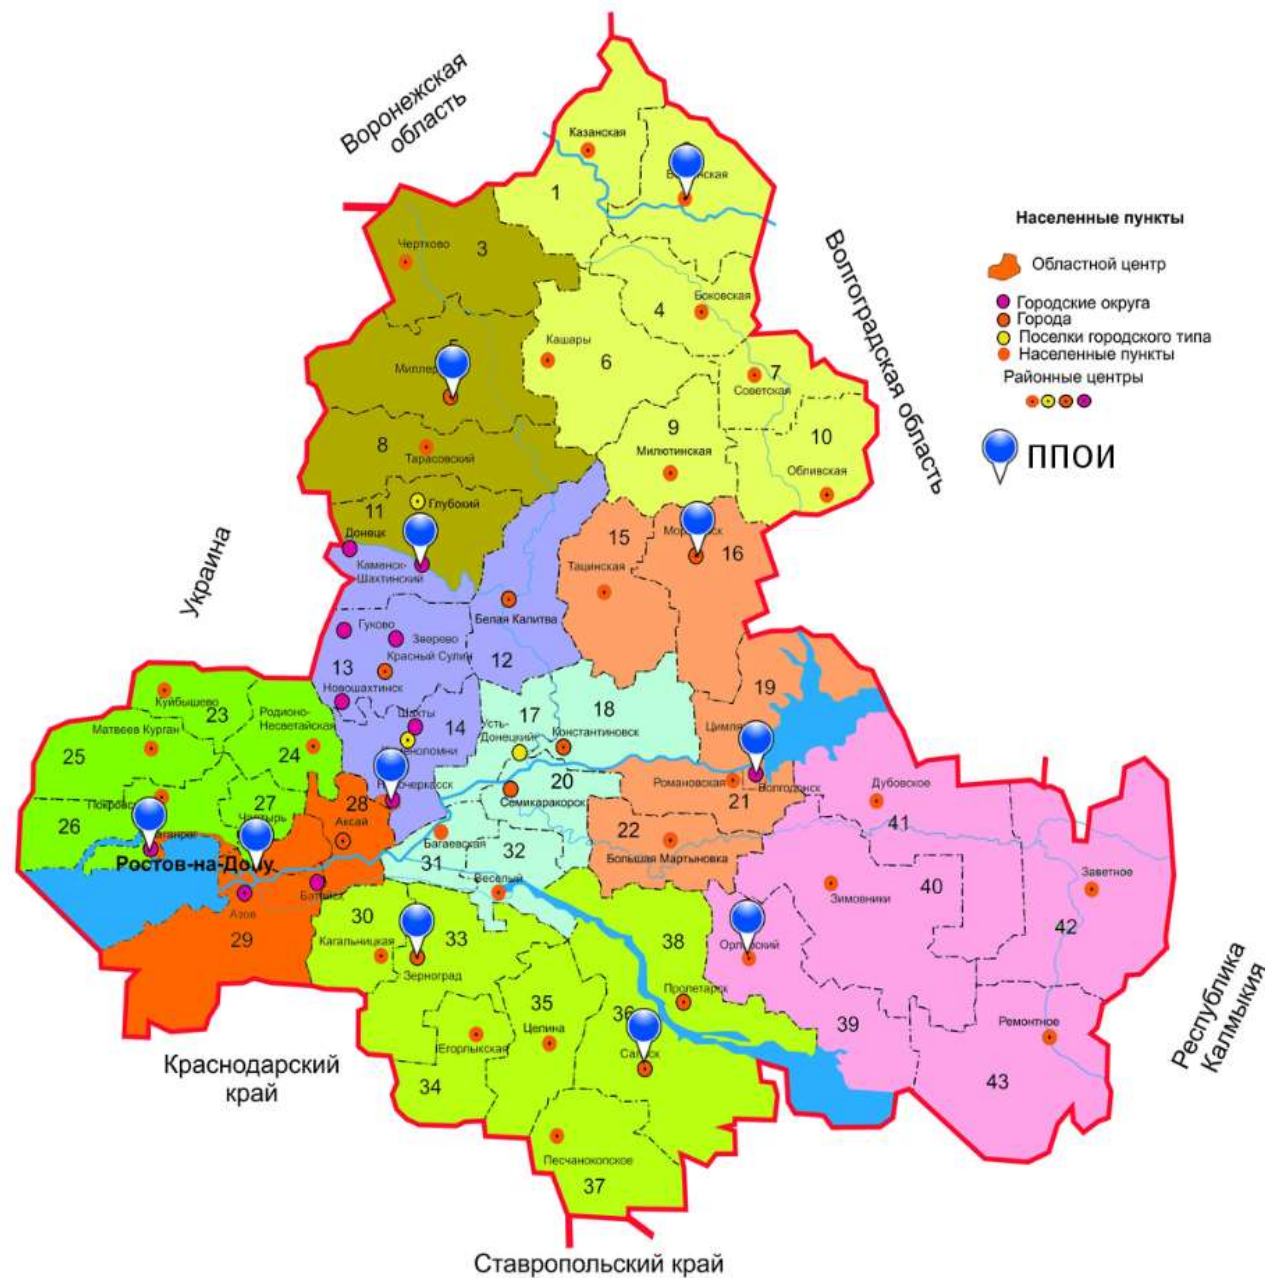 Воронежская
область
Казанская
1
Чертково
3
Волгоградская область
Населенные пункты
Областной центр
Городские округа
Города
Поселки городского типа
Населенные пункты
Районные центры
ППОИ
4
Боковская
Кашары
6
7
Советская
8
Тарасовский
9
Милютинская
10
Обливская
11
Глубокий
Донецк
Каменск-
Шахтинский
Украина
15
Тацинская
16
Белая Калитва
Гуково
Зверево
Красный Сулин
13
12
Новошахтинск
Шахты
14
17
Усть-
Донецкий
18
Константиновск
19
20
Семикаракорск
Романовская
21
Волгодонск
22
Большая Мартыновка
Куйбышево
23
Родионо-
Несветайская
Матвеев Курган
25
24
26
27
28
Аксай
Ростов-на-Дону
Батайск
Азов
29
Багаевская
31
32
Веселый
Дубовское
41
40
Зимовники
Заветное
42
Республика
Калмыкия
30
Кагальницкая
33
Зерноград
38
Пролетарск
35
Целина
Егорлыкская
34
39
Ремонтное
43
Песчанокопское
37
Краснодарский
край
Ставропольский край